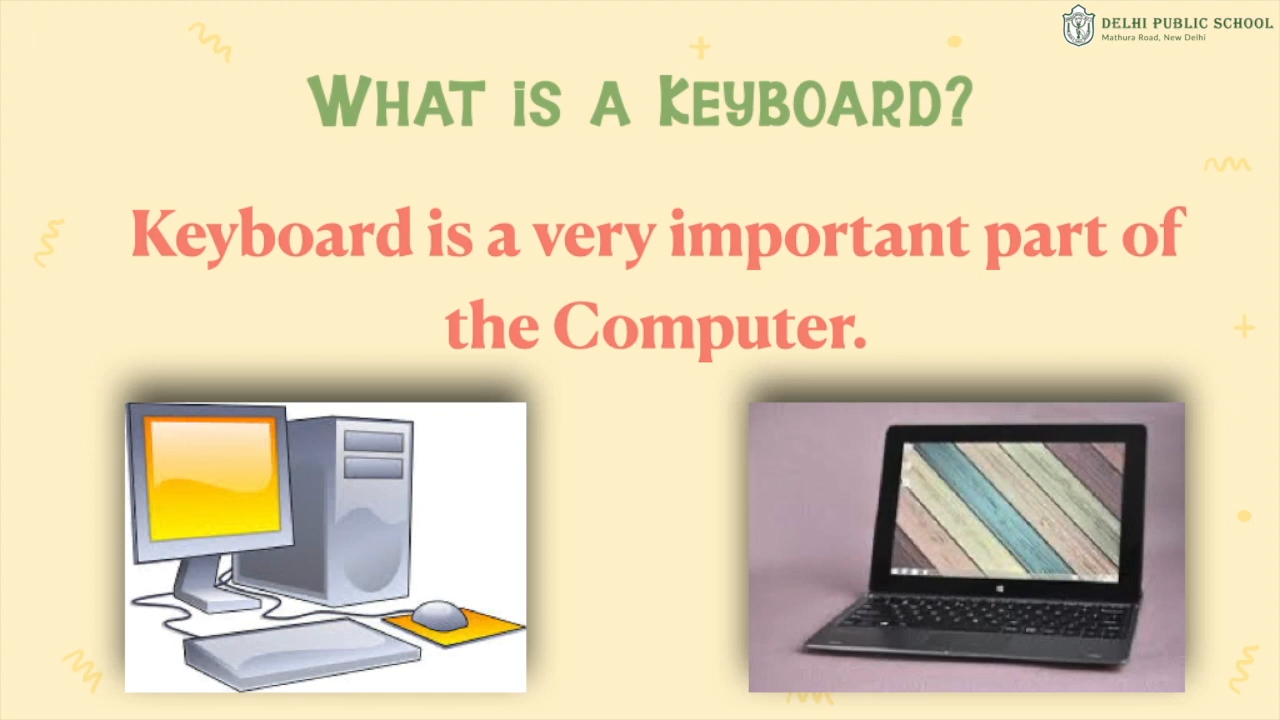 DELHI PUBLIC SCHOOL
Mathura Road, New Delhi
WHAT iS A KEYBOARD?
Keyboard is a very important part of
the Computer.